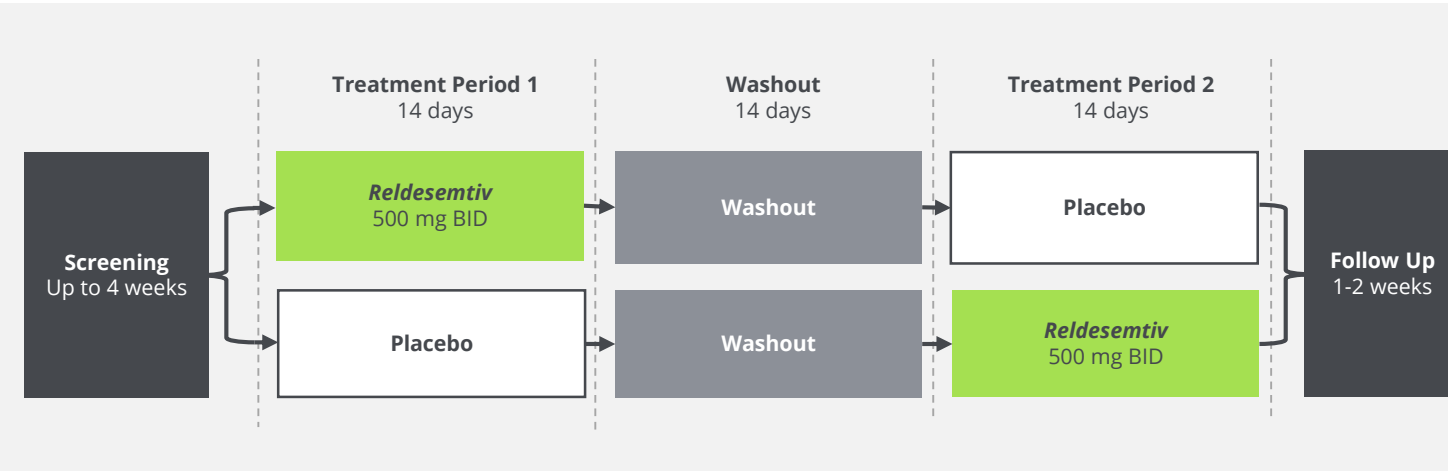 Treatment Period 1
14 days
Washout
14 days
Treatment Period 2
14 days
Screening
Up to 4 weeks
Reldesemtiv
500 mg BID
Washout
Placebo
Placebo
Washout
Reldesemtiv
500 mg BID
Follow Up
1-2 weeks